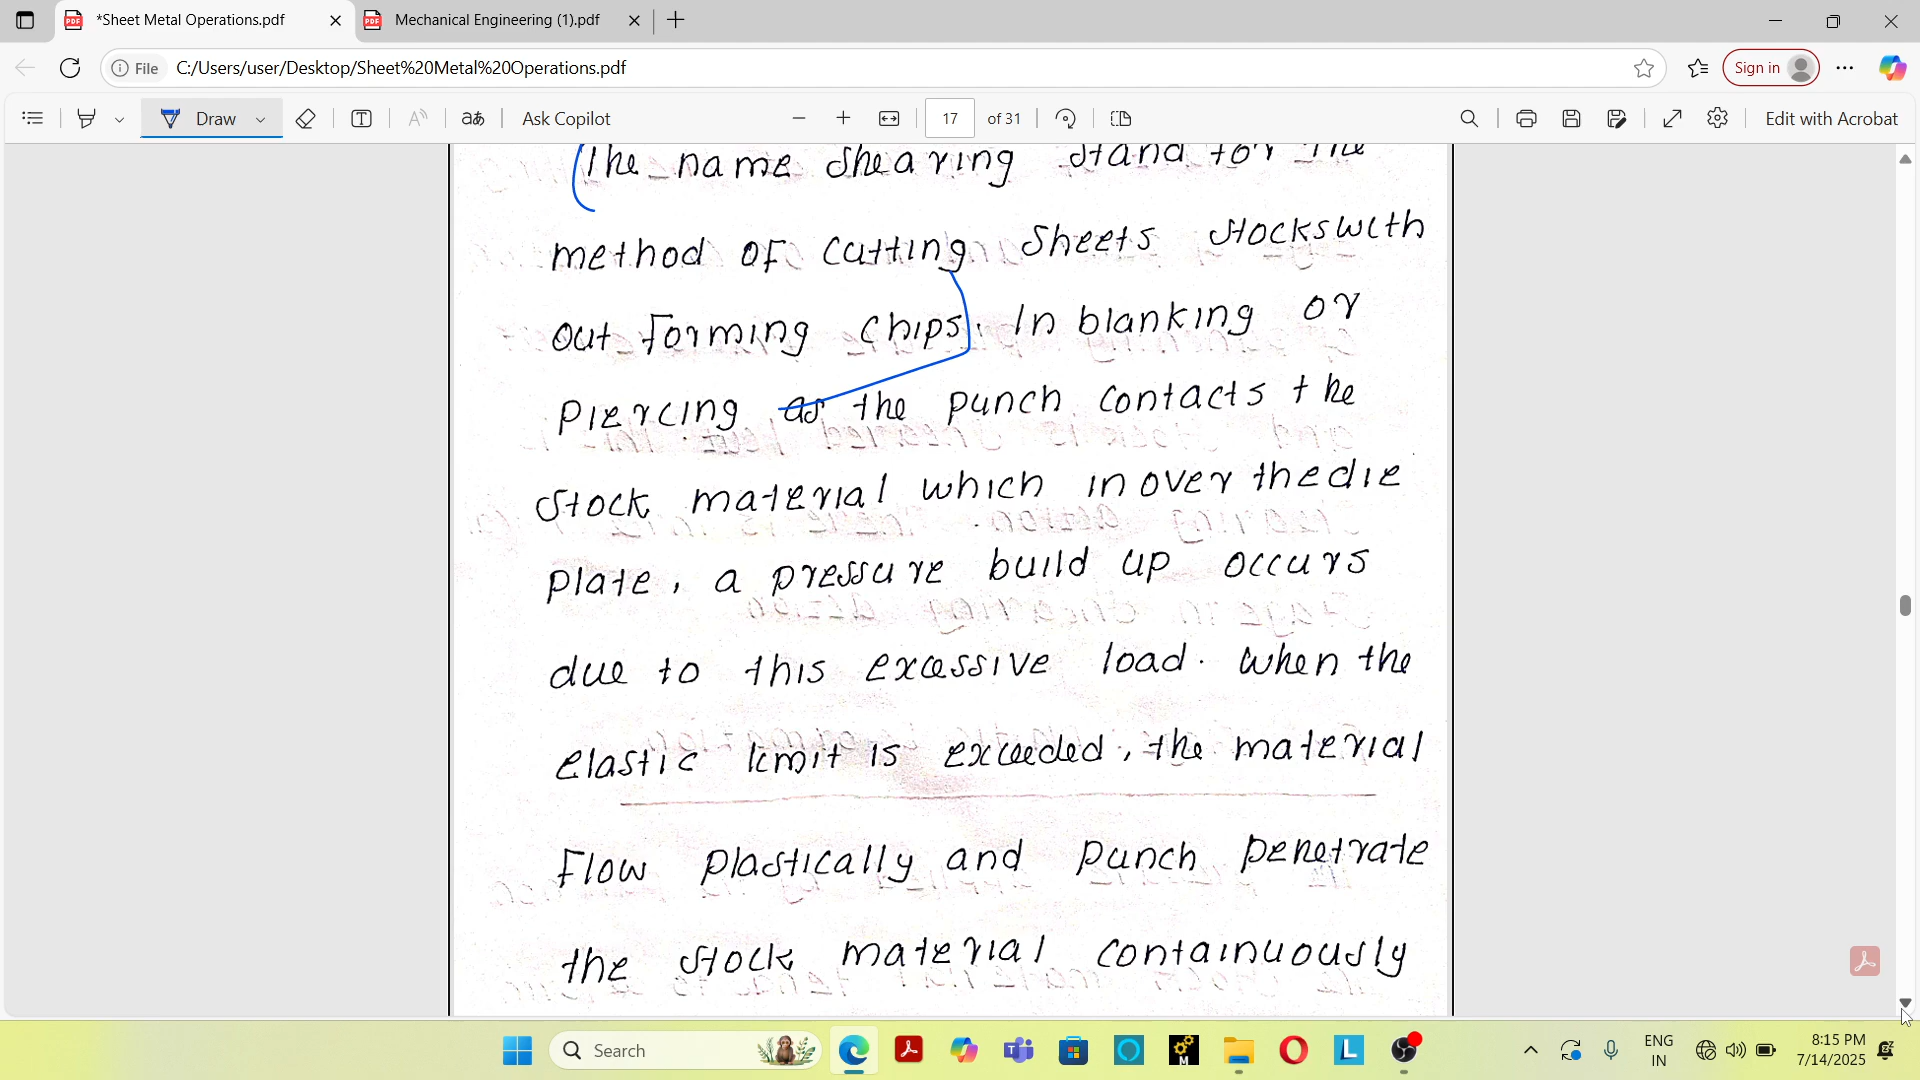 *Sheet Metal Operations.pdf
Mechanical Engineering (1).pdf
File
C:/Users/user/Desktop/Sheet%20Metal%20Operations.pdf
Sign in
Draw
Ask Copilot
17
of 31
Edit with Acrobat
The name Shearing Stand for the
method of Cutting Sheets Stockswith
out forming Chips. In blanking or
Piercing as the punch Contacts the
Stock material which in over the die
Plate, a pressure build up occurs
due to this excessive load. When the
elastic limit is exceeded, the material
Flow Plastically and Punch Penetrate
the Stock material Containuously
Search
ENG
IN
8:15 PM
7/14/2025